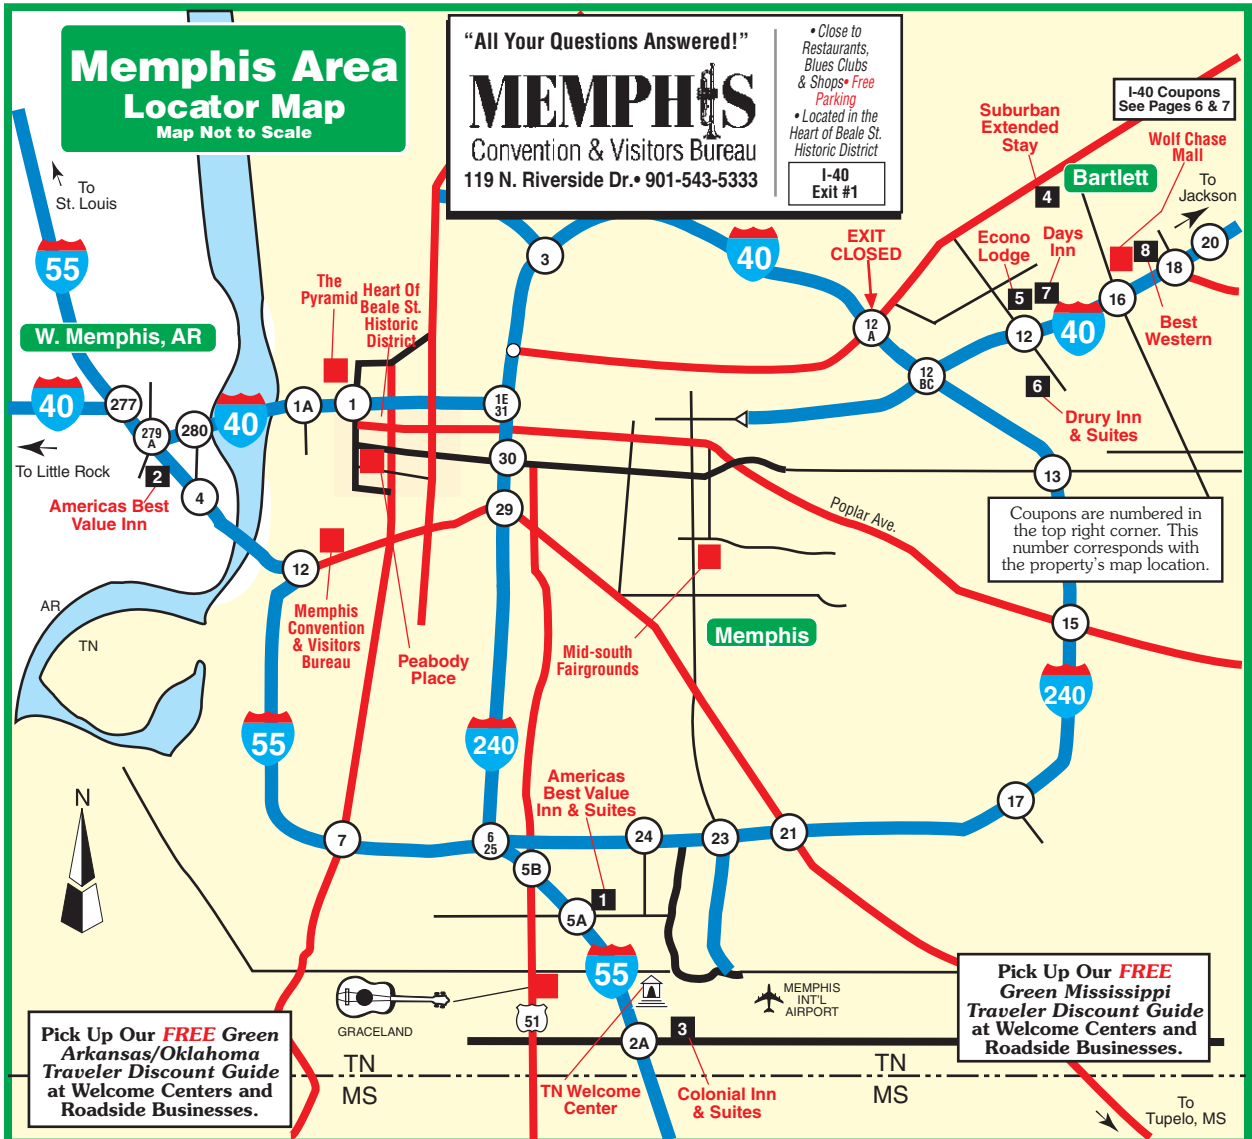 Memphis Area
Locator Map
Map Not to Scale
“All Your Questions Answered!”
MEMPHIS
Convention & Visitors Bureau
119 N. Riverside Dr.• 901-543-5333
• Close to
Restaurants,
Blues Clubs
& Shops• Free
Parking
• Located in the
Heart of Beale St.
Historic District
I-40
Exit #1
I-40 Coupons
See Pages 6 & 7
Suburban
Extended
Stay
4
Bartlett
Wolf Chase
Mall
To
Jackson
20
8
18
16
Best
Western
Econo
Lodge
Days
Inn
5
7
12
40
6
Drury Inn
& Suites
EXIT
CLOSED
12
A
12
BC
40
3
To
St. Louis
55
W. Memphis, AR
40
277
279
A
280
40
To Little Rock
2
Americas Best
Value Inn
4
The
Pyramid
Heart Of
Beale St.
Historic
District
1A
1
1E
31
30
29
13
Poplar Ave.
Coupons are numbered in
the top right corner. This
number corresponds with
the property’s map location.
12
Memphis
Convention
& Visitors
Bureau
Peabody
Place
Mid-south
Fairgrounds
Memphis
15
240
AR
TN
55
240
Americas
Best Value
Inn & Suites
17
N
7
6
25
24
23
21
5B
1
5A
55
GRACELAND
51
MEMPHIS
INT’L
AIRPORT
3
2A
TN
MS
TN
MS
TN Welcome
Center
Colonial Inn
& Suites
Pick Up Our FREE Green
Arkansas/Oklahoma
Traveler Discount Guide
at Welcome Centers and
Roadside Businesses.
Pick Up Our FREE
Green Mississippi
Traveler Discount Guide
at Welcome Centers and
Roadside Businesses.
To
Tupelo, MS